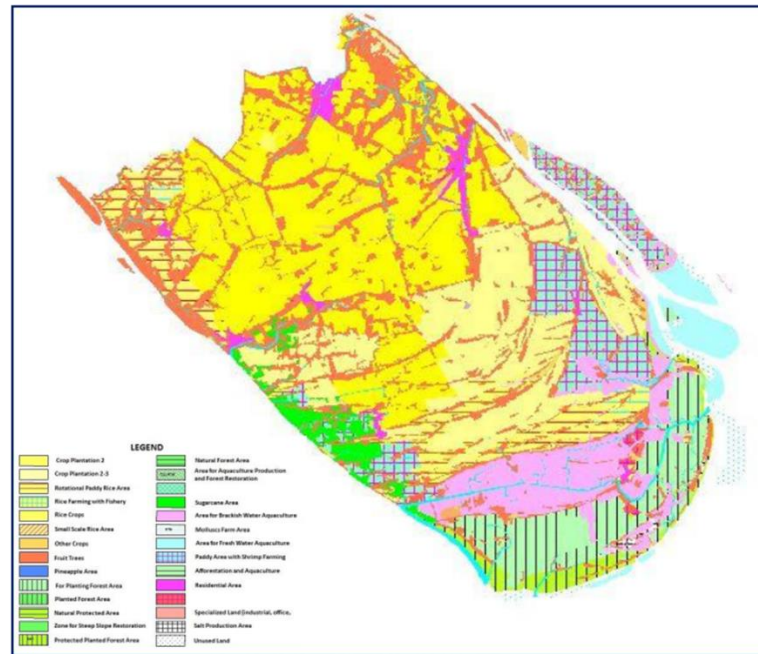 LEGEND
Crop Plantation 2
Crop Plantation 2-3
Rotational Paddy Rice Area
Rice Farming with Fishery
Rice Crops
Small Scale Rice Area
Other Crops
Fruit Trees
Pineapple Area
For Planting Forest Area
Planted Forest Area
Natural Protected Area
Zone for Steep Slope Restoration
Protected Planted Forest Area
Natural Forest Area
Area for Aquaculture Production
and Forest Restoration
Sugarcane Area
Area for Brackish Water Aquaculture
Molluscs Farm Area
Area for Fresh Water Aquaculture
Paddy Area with Shrimp Farming
Afforestation and Aquaculture
Residential Area
Specialized Land (industrial, office,
Salt Production Area
Unused Land